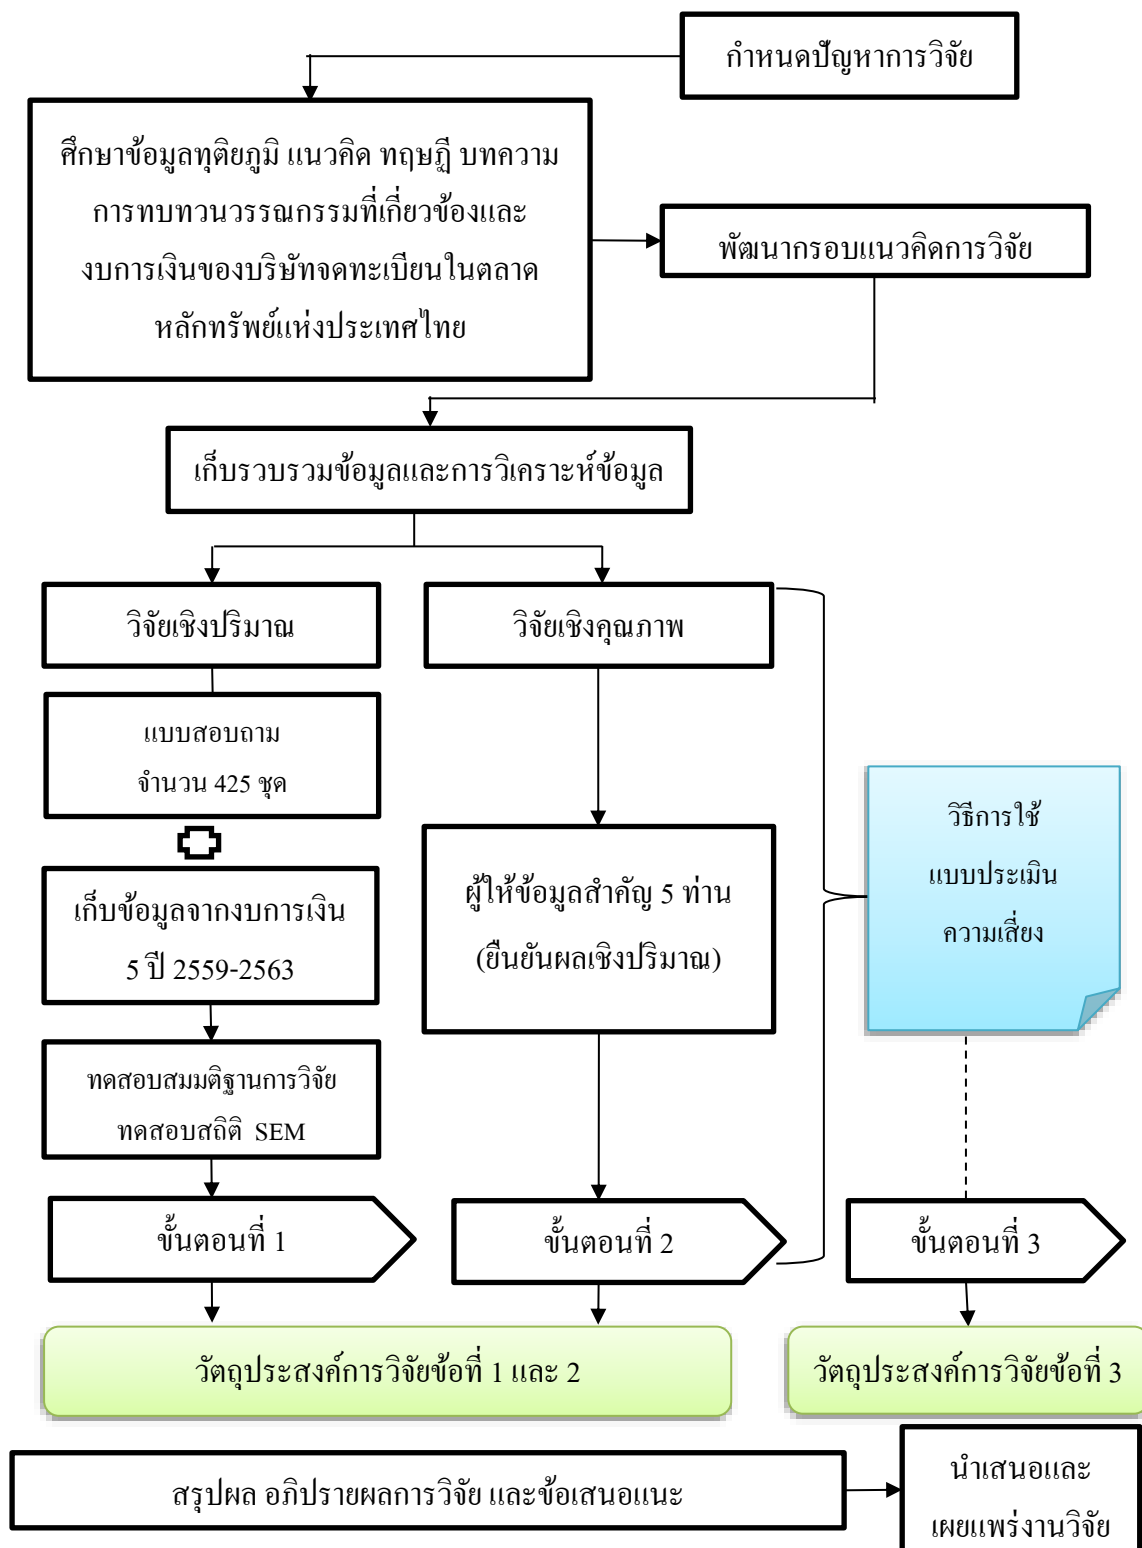 กำหนดปัญหาการวิจัย
ศึกษาข้อมูลทุติยภูมิ แนวคิด ทฤษฎี บทความ
การทบทวนวรรณกรรมที่เกี่ยวข้องและ
งบการเงินของบริษัทจดทะเบียนในตลาด
หลักทรัพย์แห่งประเทศไทย
พัฒนากรอบแนวคิดการวิจัย
เก็บรวบรวมข้อมูลและการวิเคราะห์ข้อมูล
วิจัยเชิงปริมาณ
วิจัยเชิงคุณภาพ
แบบสอบถาม
จำนวน 425 ชุด
เก็บข้อมูลจากงบการเงิน
5 ปี 2559-2563
ทดสอบสมมติฐานการวิจัย
ทดสอบสถิติ SEM
ผู้ให้ข้อมูลสำคัญ 5 ท่าน
(ยืนยันผลเชิงปริมาณ)
วิธีการใช้
แบบประเมิน
ความเสี่ยง
ขั้นตอนที่ 1
ขั้นตอนที่ 2
ขั้นตอนที่ 3
วัตถุประสงค์การวิจัยข้อที่ 1 และ 2
วัตถุประสงค์การวิจัยข้อที่ 3
สรุปผล อภิปรายผลการวิจัย และข้อเสนอแนะ
นำเสนอและ
เผยแพร่งานวิจัย